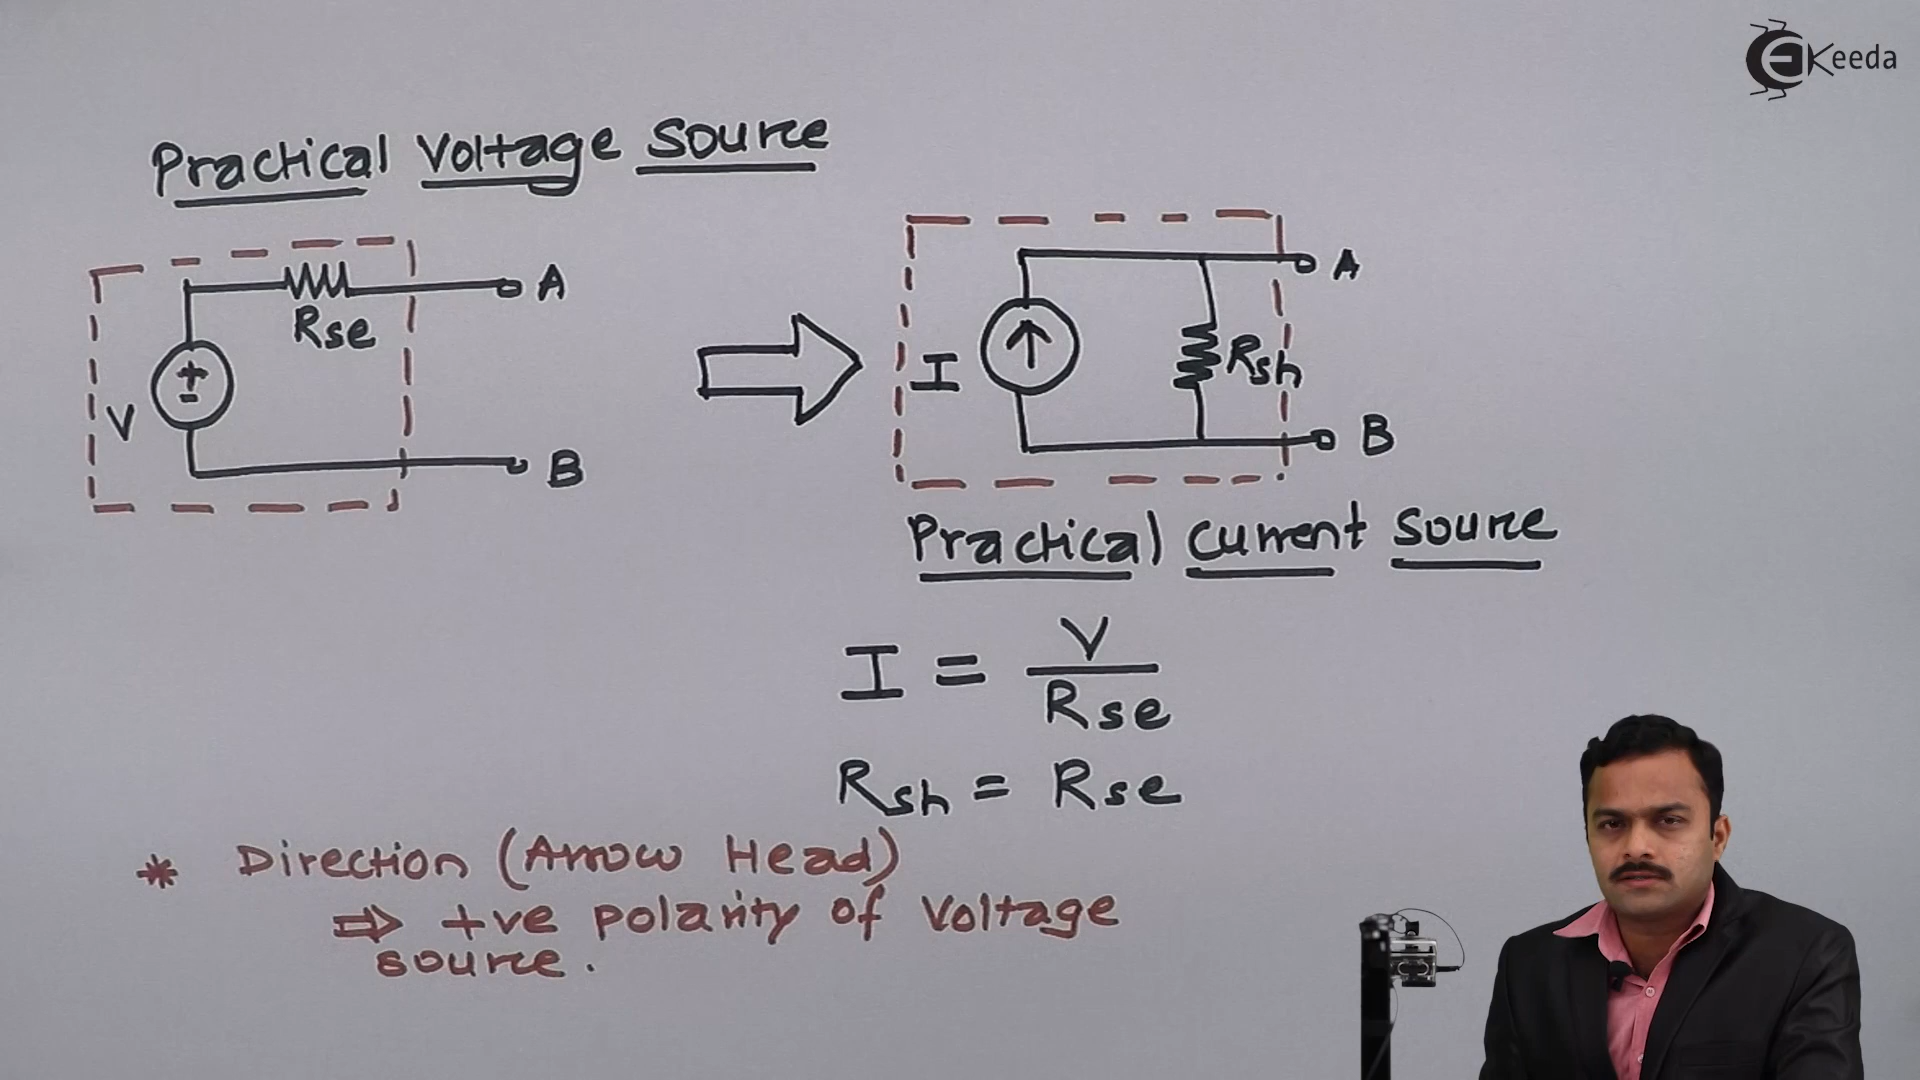 Keeda
Practical Voltage Source
Rse
A
+
-
V
B
A
I
Rsh
B
Practical Current Source
I = V
Rse
Rsh = Rse
* Direction (Arrow Head)
⇒ +ve polarity of Voltage
source.